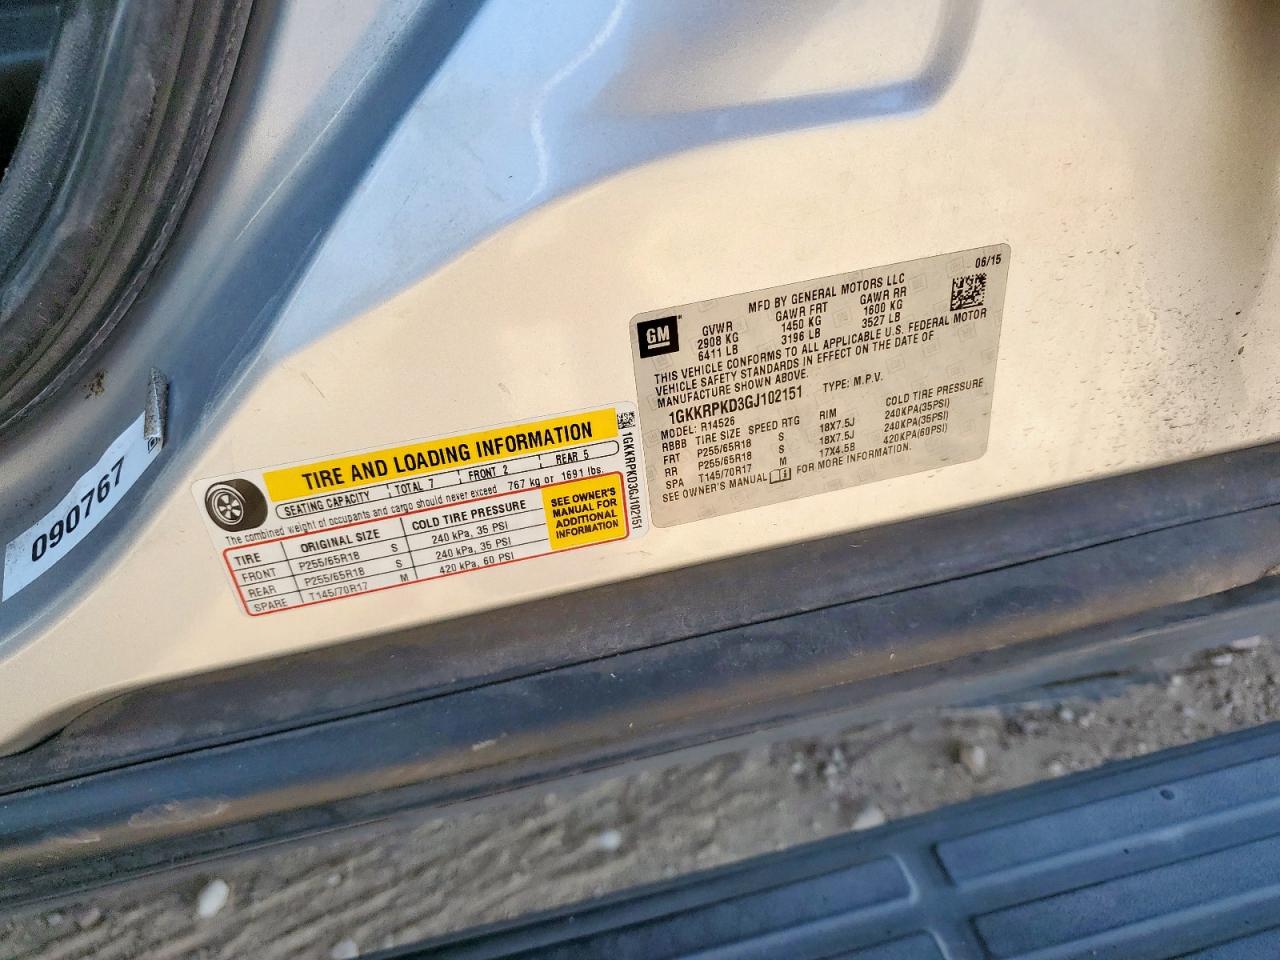 090767
TIRE AND LOADING INFORMATION
SEATING CAPACITY TOTAL 7 FRONT 2 REAR 5
The combined weight of occupants and cargo should never exceed 767 kg or 1691 lbs.
TIRE ORIGINAL SIZE COLD TIRE PRESSURE
FRONT P255/65R18 S 240 kPa, 35 PSI
REAR P255/65R18 S 240 kPa, 35 PSI
SPARE T145/70R17 M 420 kPa, 60 PSI
SEE OWNER'S
MANUAL FOR
ADDITIONAL
INFORMATION
1GKKRPKD3GJ102151
GM
MFD BY GENERAL MOTORS LLC
06/15
GVWR GAWR FRT GAWR RR
2908 KG 1450 KG 1600 KG
6411 LB 3196 LB 3527 LB
THIS VEHICLE CONFORMS TO ALL APPLICABLE U.S. FEDERAL MOTOR
VEHICLE SAFETY STANDARDS IN EFFECT ON THE DATE OF
MANUFACTURE SHOWN ABOVE.
1GKKRPKD3GJ102151 TYPE: M.P.V.
MODEL: R14526
RBBB TIRE SIZE SPEED RTG RIM COLD TIRE PRESSURE
FRT P255/65R18 S 18X7.5J 240KPA(35PSI)
RR P255/65R18 S 18X7.5J 240KPA(35PSI)
SPA T145/70R17 M 17X4.5B 420KPA(60PSI)
SEE OWNER'S MANUAL FOR MORE INFORMATION.